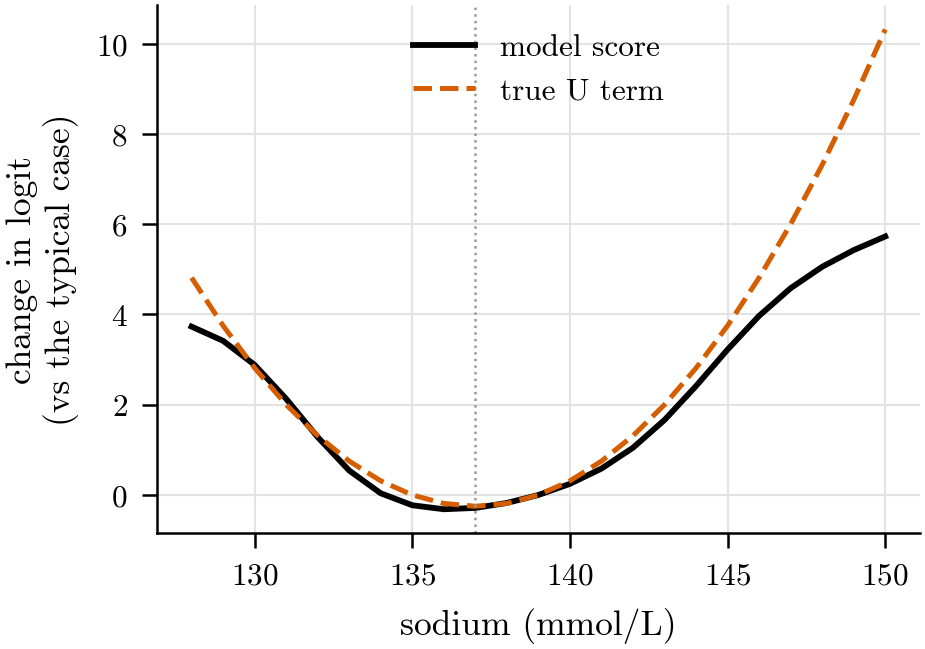 model score
true U term
change in logit
(vs the typical case)
10
8
6
4
2
0
130
135
140
145
150
sodium (mmol/L)